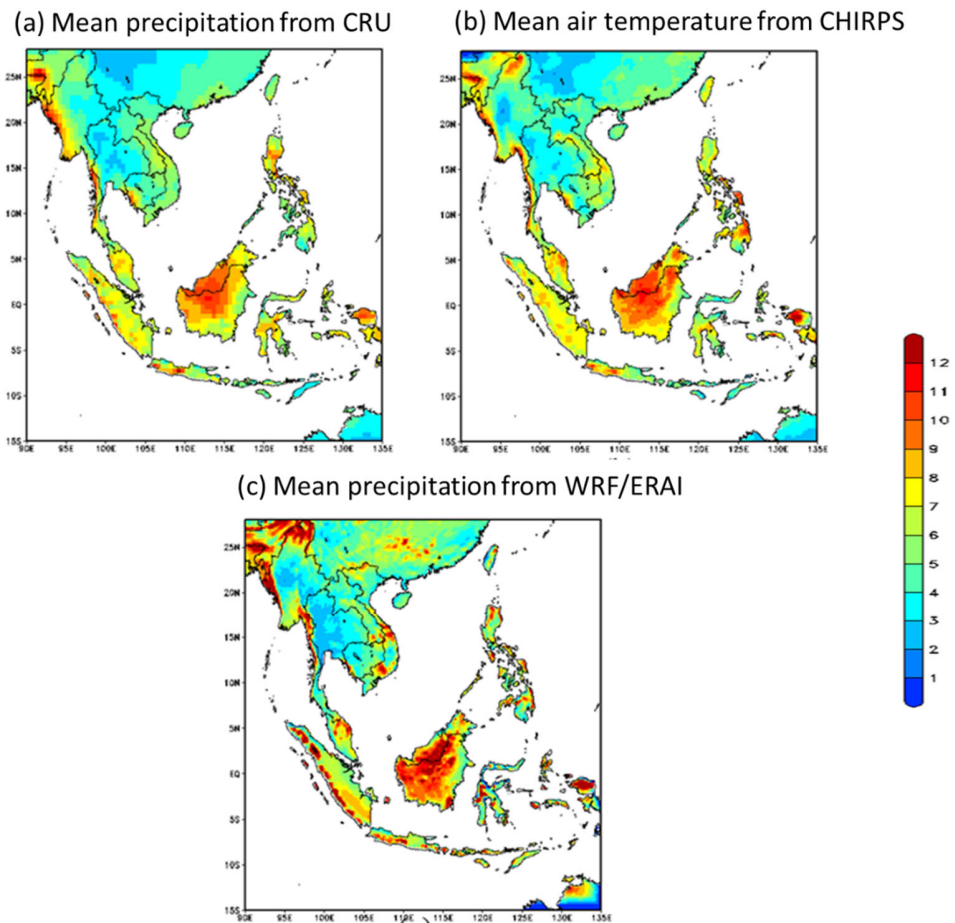 (a) Mean precipitation from CRU
(b) Mean air temperature from CHIRPS
25N
20N
15N
10N
5N
EQ
5S
10S
15S
90E 95E 100E 105E 110E 115E 120E 125E 130E 135E
25N
20N
15N
10N
5N
EQ
5S
10S
15S
90E 95E 100E 105E 110E 115E 120E 125E 130E 135E
12
11
10
9
8
7
6
5
4
3
2
1
(c) Mean precipitation from WRF/ERAI
25N
20N
15N
10N
5N
EQ
5S
10S
15S
90E 95E 100E 105E 110E 115E 120E 125E 130E 135E